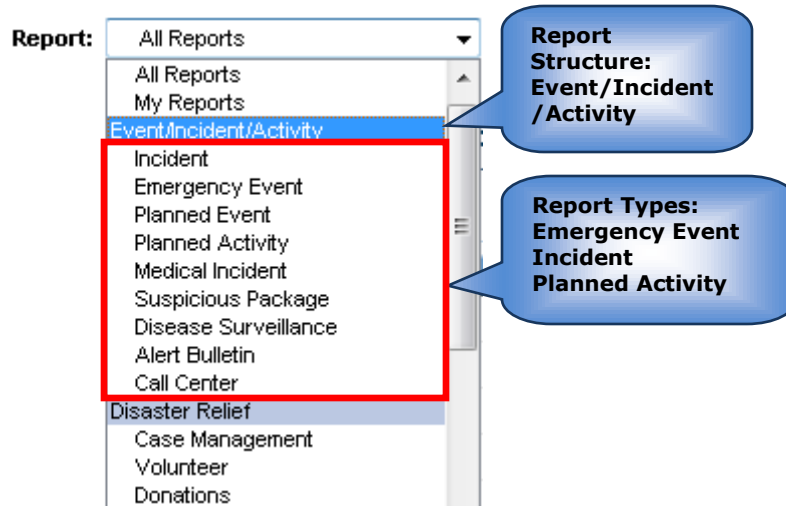 Report: All Reports
All Reports
My Reports
Event/Incident/Activity
Incident
Emergency Event
Planned Event
Planned Activity
Medical Incident
Suspicious Package
Disease Surveillance
Alert Bulletin
Call Center
Disaster Relief
Case Management
Volunteer
Donations
Report
Structure:
Event/Incident
/Activity
Report Types:
Emergency Event
Incident
Planned Activity